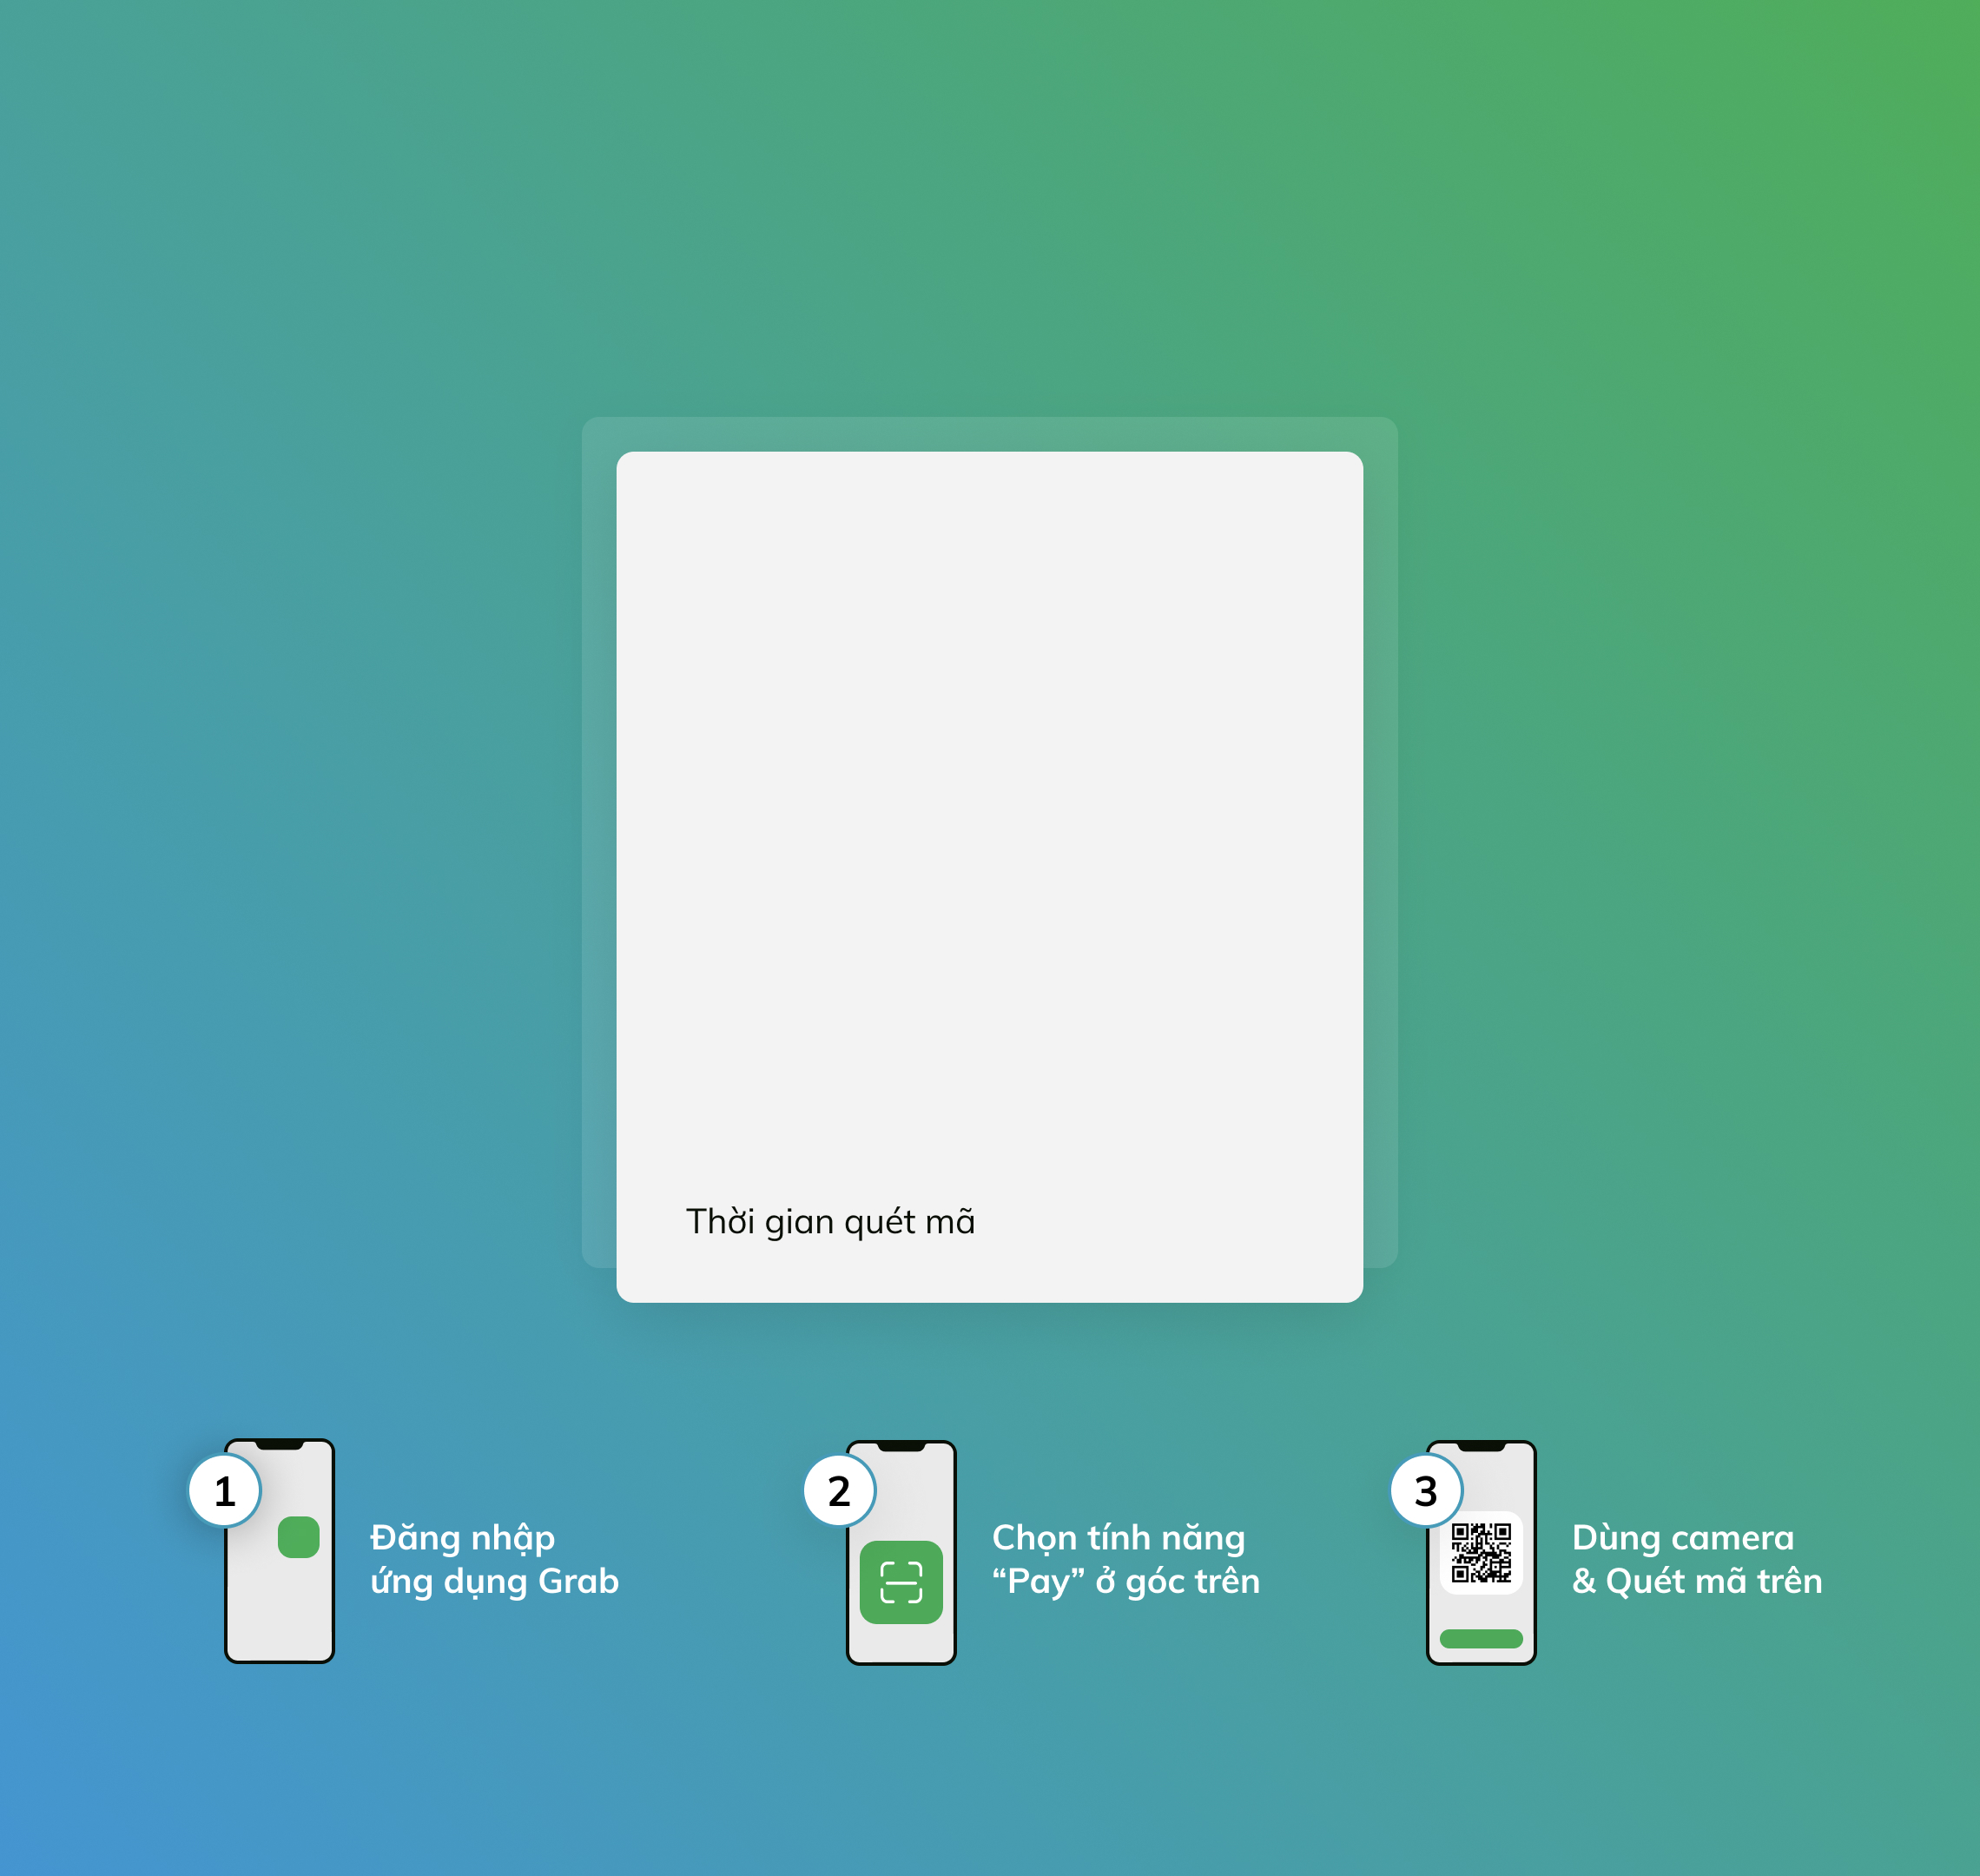 Thời gian quét mã
1
Đăng nhập
ứng dụng Grab
2
Chọn tính năng
“Pay” ở góc trên
3
Dùng camera
& Quét mã trên